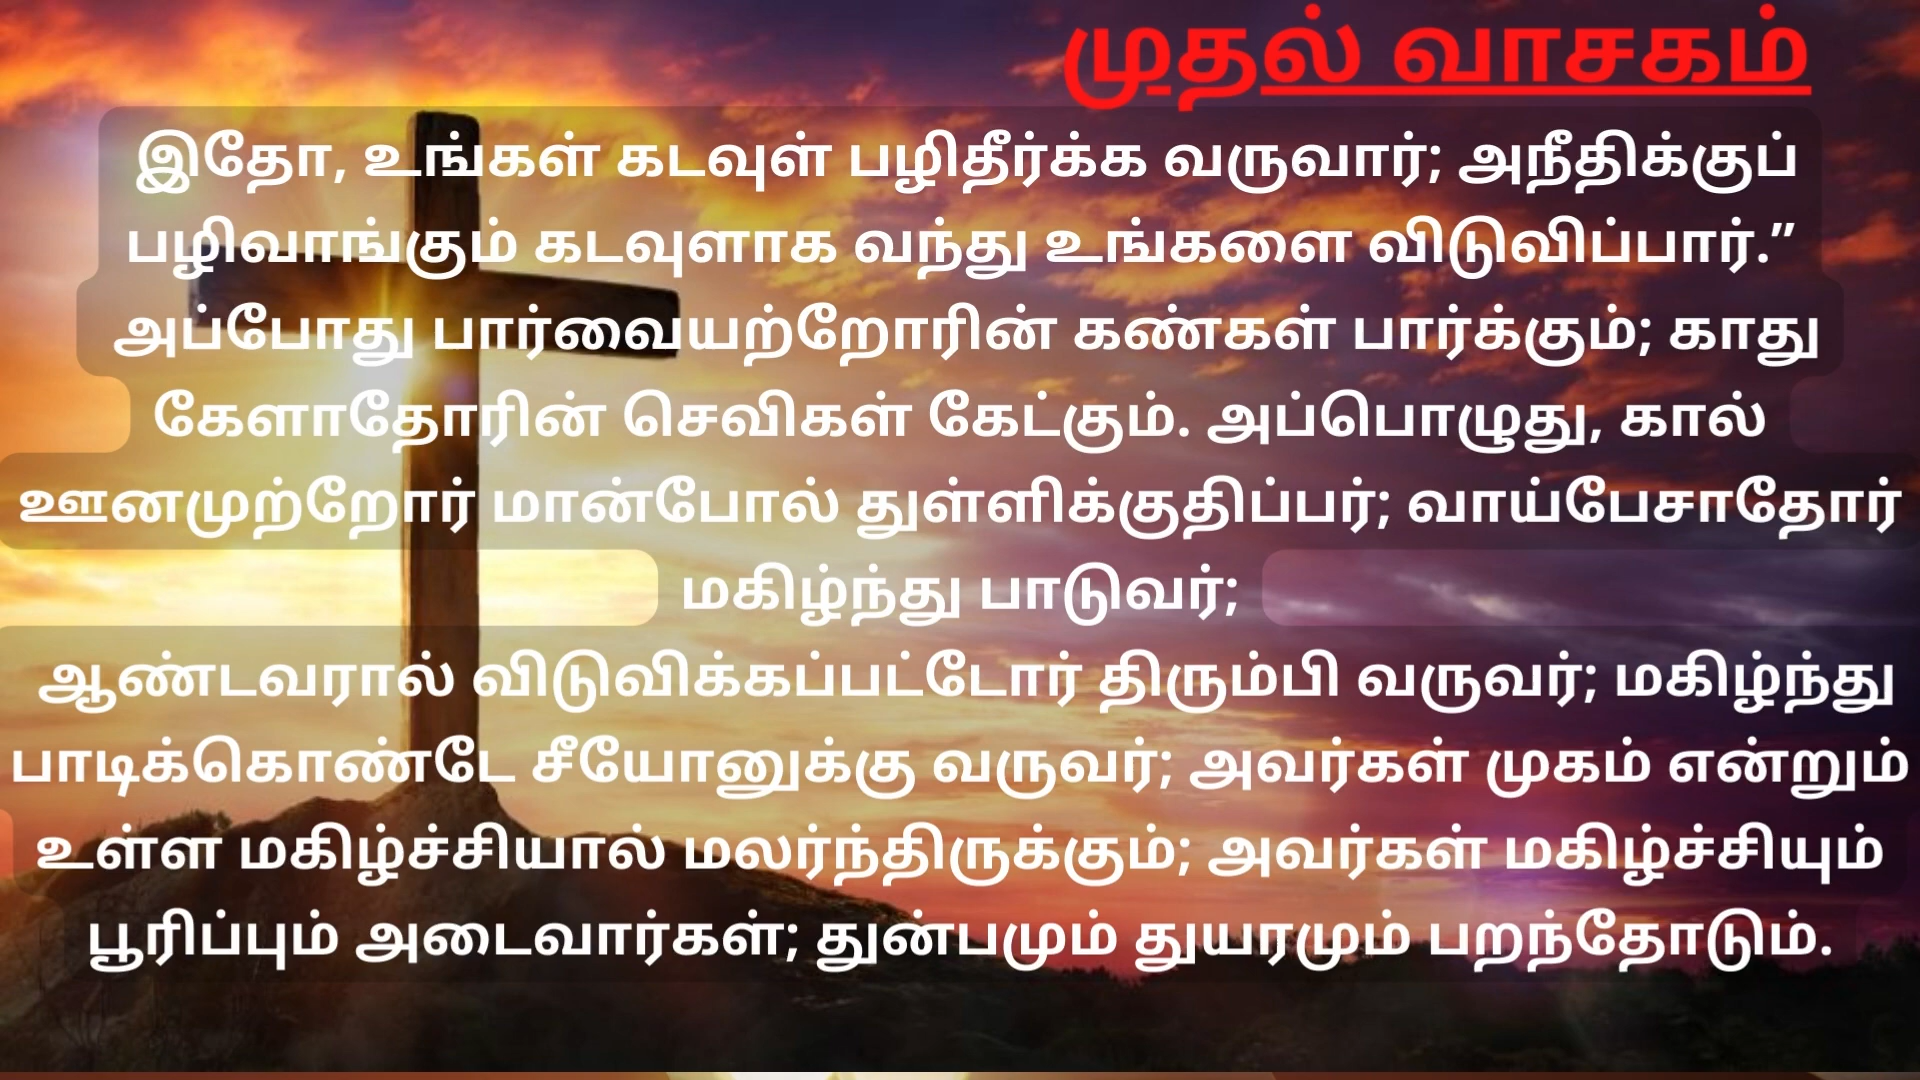 முதல் வாசகம்
இதோ, உங்கள் கடவுள் பழிதீர்க்க வருவார்; அநீதிக்குப்
பழிவாங்கும் கடவுளாக வந்து உங்களை விடுவிப்பார்.”
அப்போது பார்வையற்றோரின் கண்கள் பார்க்கும்; காது
கேளாதோரின் செவிகள் கேட்கும். அப்பொழுது, கால்
ஊனமுற்றோர் மான்போல் துள்ளிக்குதிப்பர்; வாய்பேசாதோர்
மகிழ்ந்து பாடுவர்;
ஆண்டவரால் விடுவிக்கப்பட்டோர் திரும்பி வருவர்; மகிழ்ந்து
பாடிக்கொண்டே சீயோனுக்கு வருவர்; அவர்கள் முகம் என்றும்
உள்ள மகிழ்ச்சியால் மலர்ந்திருக்கும்; அவர்கள் மகிழ்ச்சியும்
பூரிப்பும் அடைவார்கள்; துன்பமும் துயரமும் பறந்தோடும்.